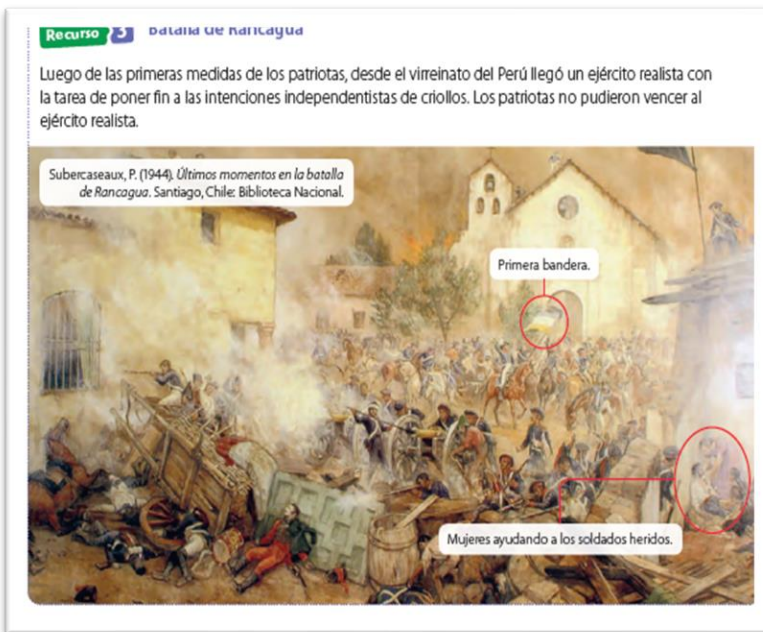 Recurso 3 Batalla de Rancagua
Luego de las primeras medidas de los patriotas, desde el virreinato del Perú llegó un ejército realista con
la tarea de poner fin a las intenciones independentistas de criollos. Los patriotas no pudieron vencer al
ejército realista.
Subercaseaux, P. (1944). Últimos momentos en la batalla
de Rancagua. Santiago, Chile: Biblioteca Nacional.
Primera bandera.
Mujeres ayudando a los soldados heridos.